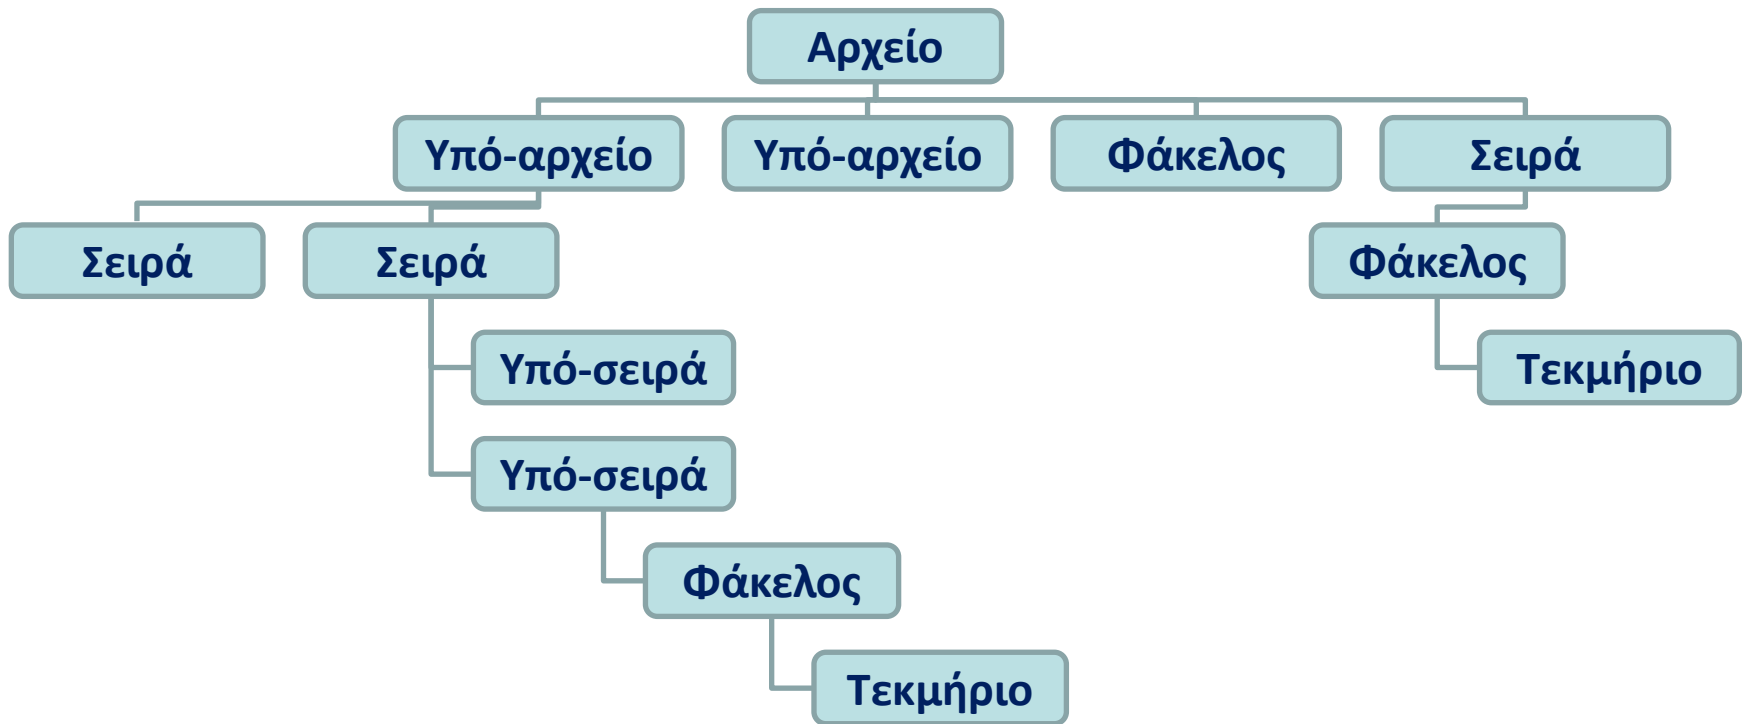 Αρχείο
Υπό-αρχείο
Υπό-αρχείο
Φάκελος
Σειρά
Σειρά
Σειρά
Φάκελος
Υπό-σειρά
Τεκμήριο
Υπό-σειρά
Φάκελος
Τεκμήριο